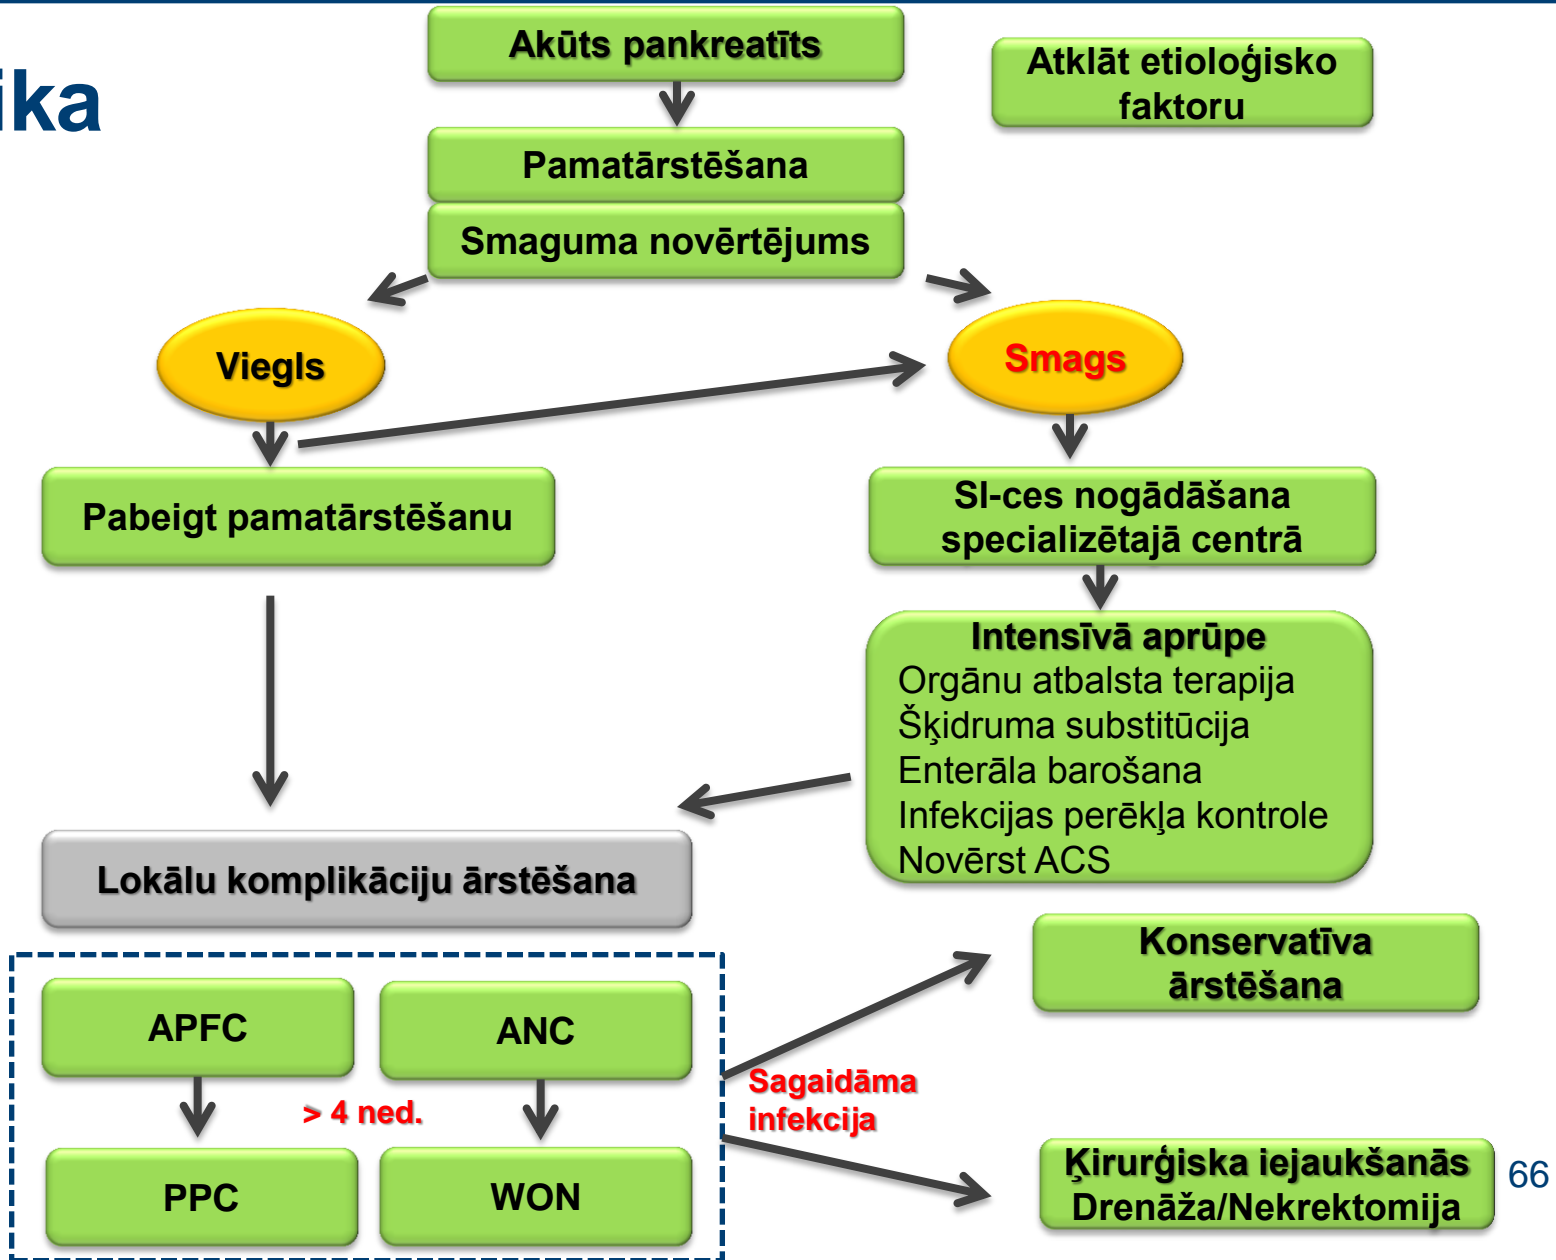 ika
Akūts pankreatīts
Atklāt etioloģisko
faktoru
Pamatārstēšana
Smaguma novērtējums
Viegls
Smags
Pabeigt pamatārstēšanu
SI-ces nogādāšana
specializētajā centrā
Intensīvā aprūpe
Orgānu atbalsta terapija
Šķidruma substitūcija
Enterāla barošana
Infekcijas perēkļa kontrole
Novērst ACS
Lokālu komplikāciju ārstēšana
Konservatīva
ārstēšana
APFC
ANC
> 4 ned.
Sagaidāma
infekcija
PPC
WON
Ķirurģiska iejaukšanās
Drenāža/Nekrektomija
66